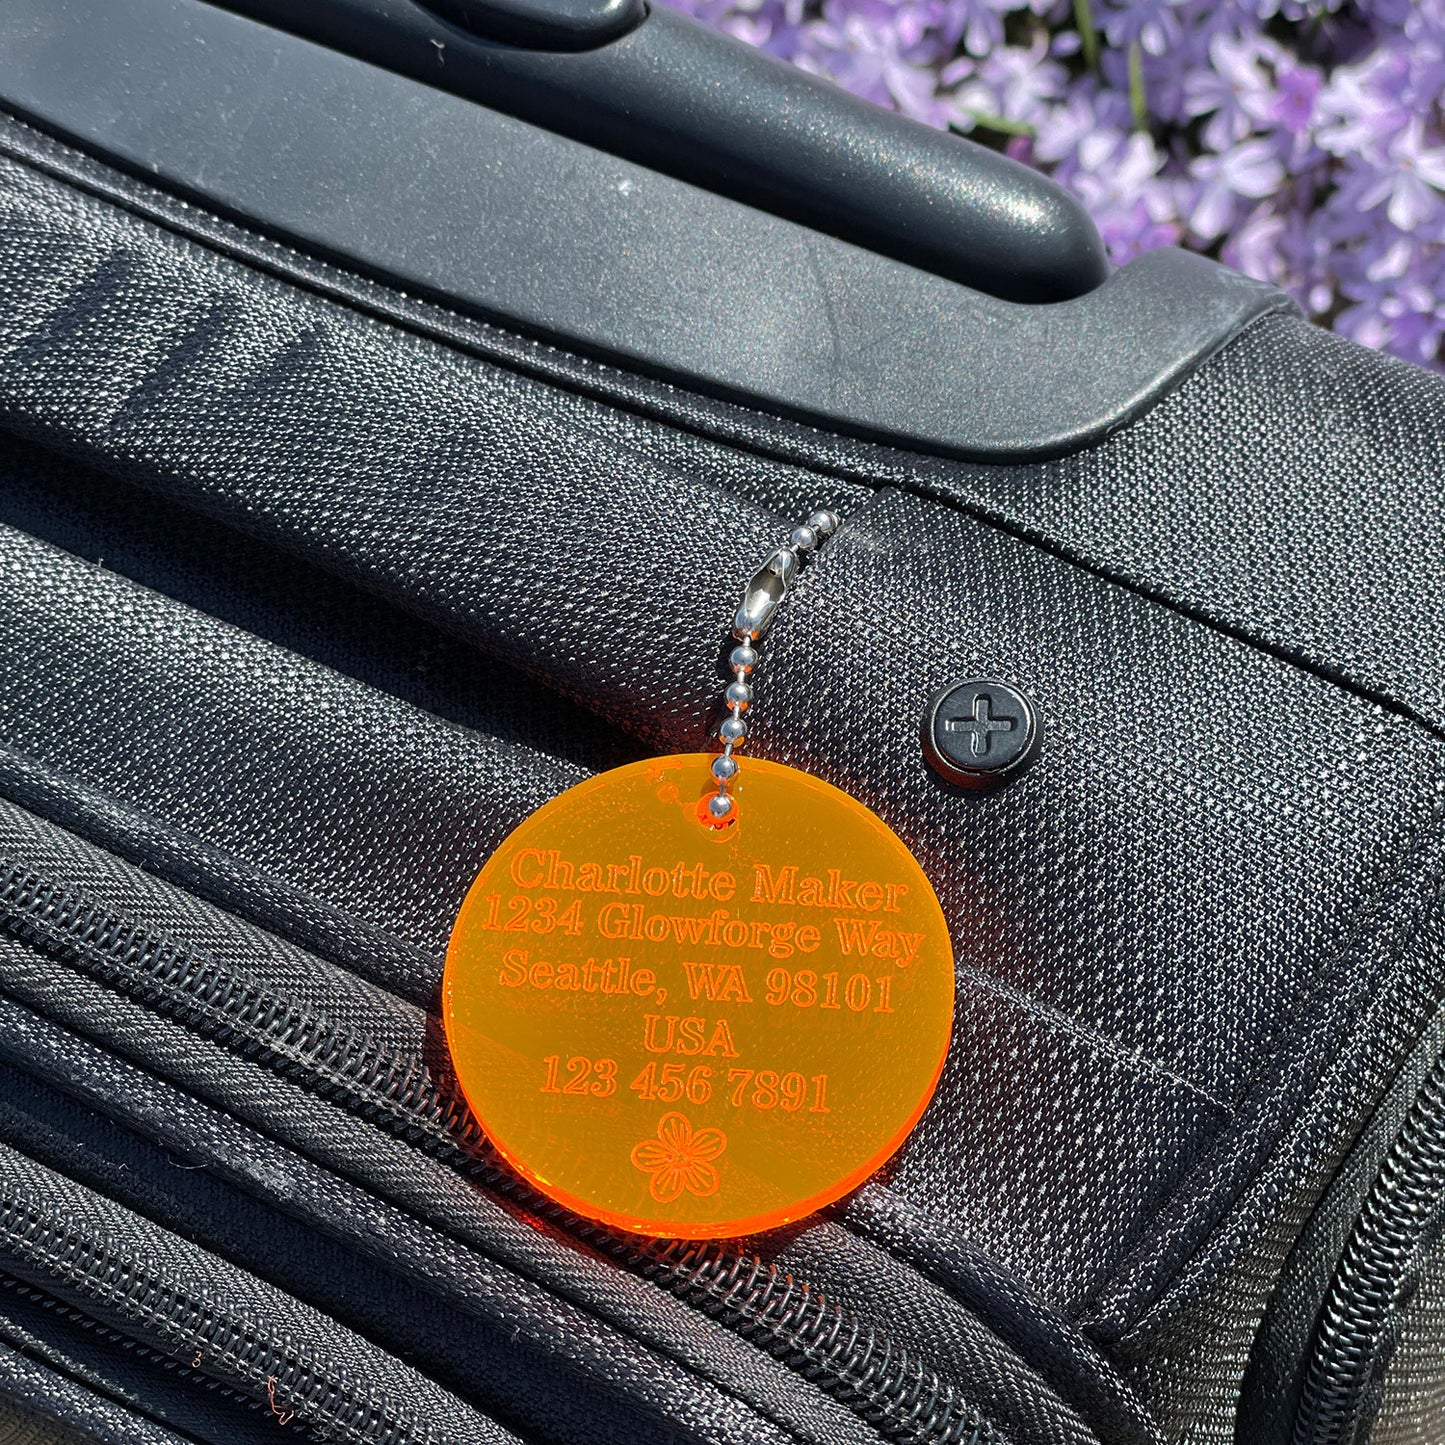 Charlotte Maker
1234 Glowforge Way
Seattle, WA 98101
USA
123 456 7891